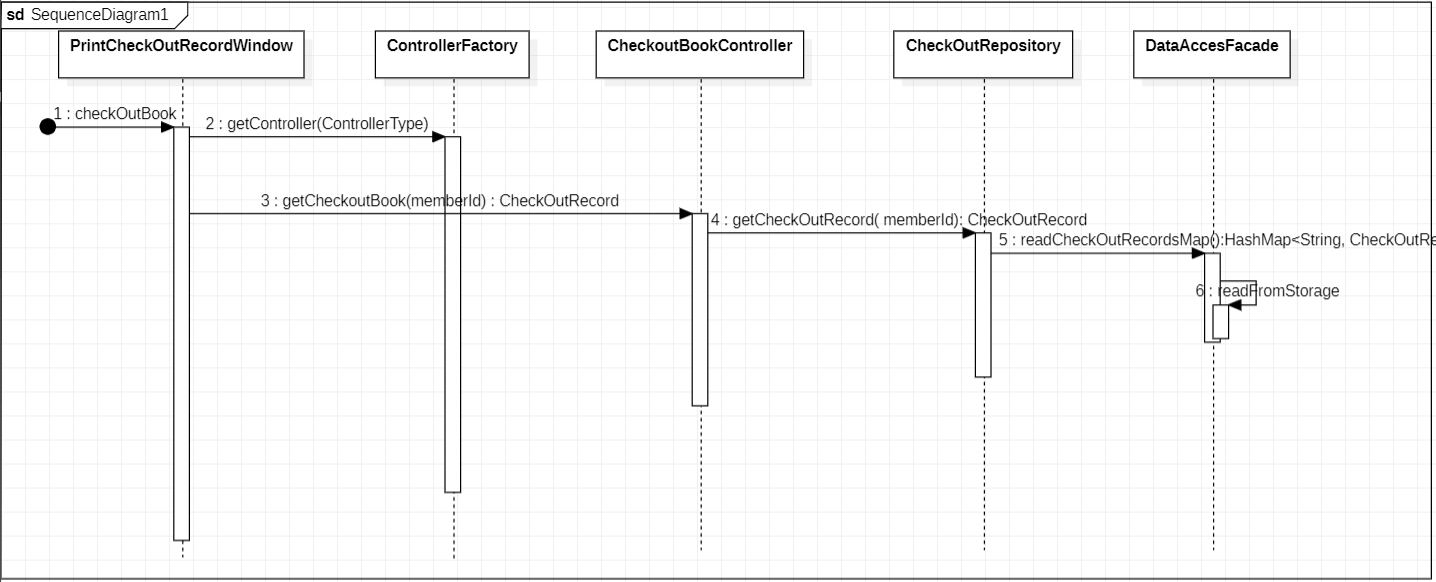 sd SequenceDiagram1
PrintCheckOutRecordWindow
ControllerFactory
CheckoutBookController
CheckOutRepository
DataAccesFacade
1 : checkOutBook
2 : getController(ControllerType)
3 : getCheckoutBook(memberId) : CheckOutRecord
4 : getCheckOutRecord( memberId): CheckOutRecord
5 : readCheckOutRecordsMap():HashMap<String, CheckOutRe
6 : readFromStorage